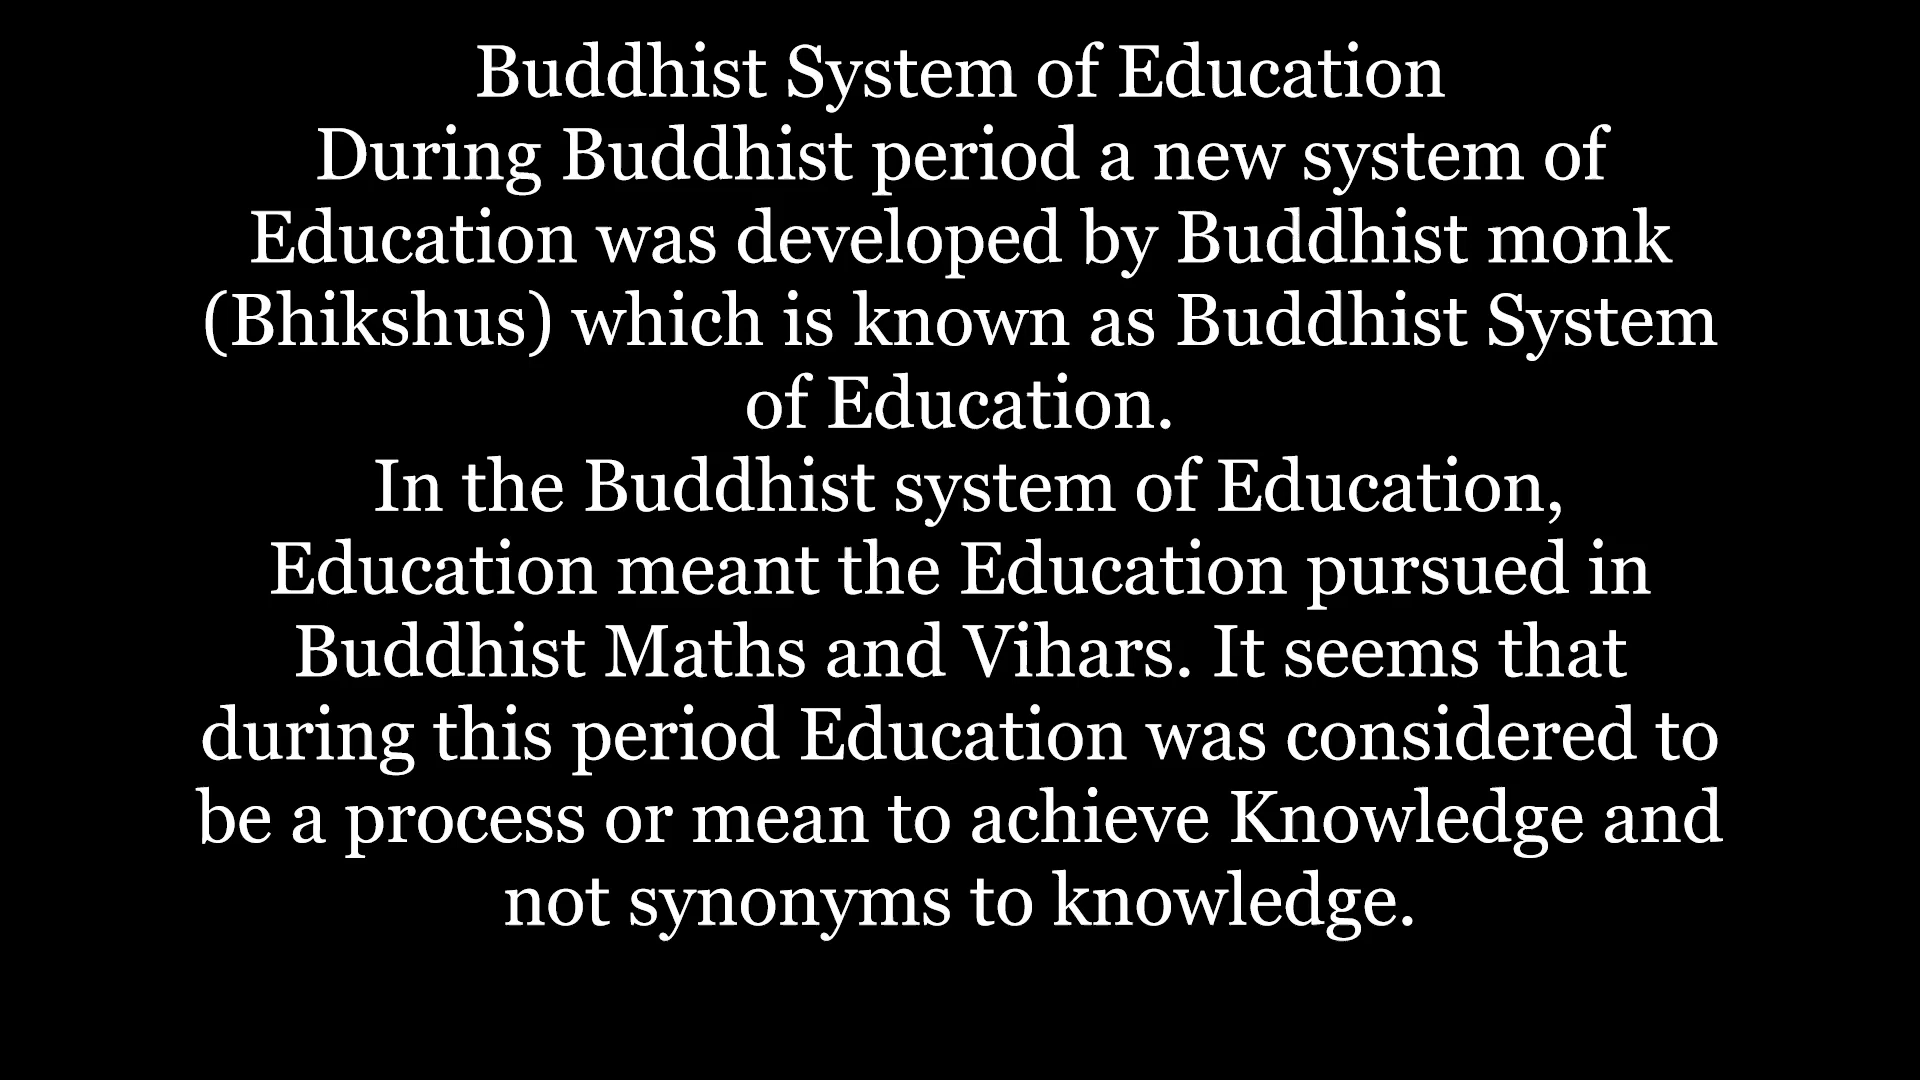 Buddhist System of Education
During Buddhist period a new system of
Education was developed by Buddhist monk
(Bhikshus) which is known as Buddhist System
of Education.
In the Buddhist system of Education,
Education meant the Education pursued in
Buddhist Maths and Vihars. It seems that
during this period Education was considered to
be a process or mean to achieve Knowledge and
not synonyms to knowledge.